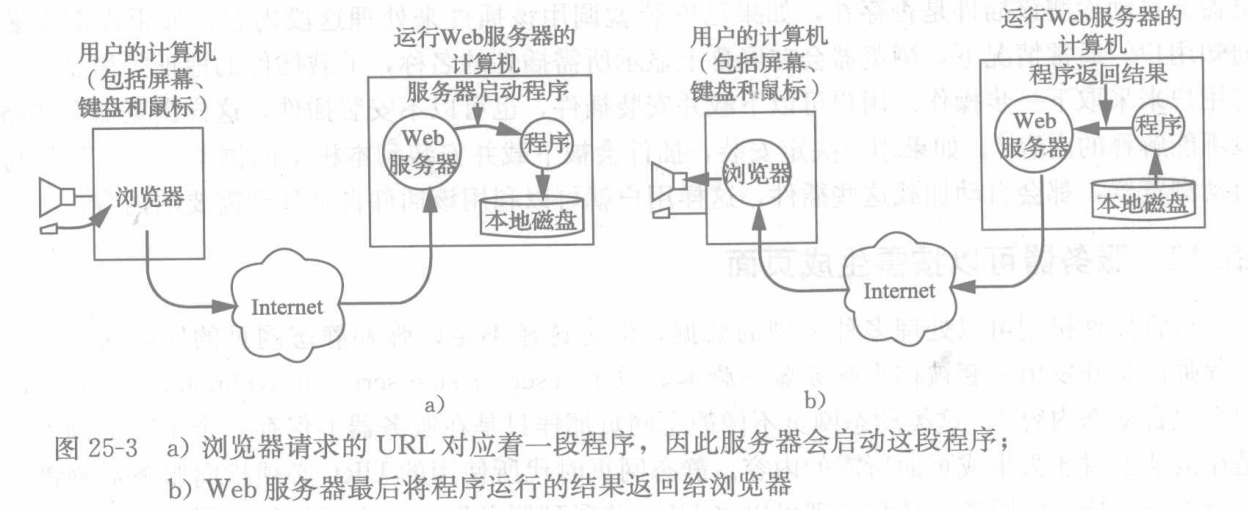 用户的计算机
（包括屏幕、
键盘和鼠标）
浏览器
Internet
运行Web服务器的
计算机
服务器启动程序
Web
服务器
程序
本地磁盘
a）
用户的计算机
（包括屏幕、
键盘和鼠标）
浏览器
Internet
运行Web服务器的
计算机
程序返回结果
Web
服务器
程序
本地磁盘
b）
图 25-3 a）浏览器请求的 URL 对应着一段程序，因此服务器会启动这段程序；
b）Web 服务器最后将程序运行的结果返回给浏览器